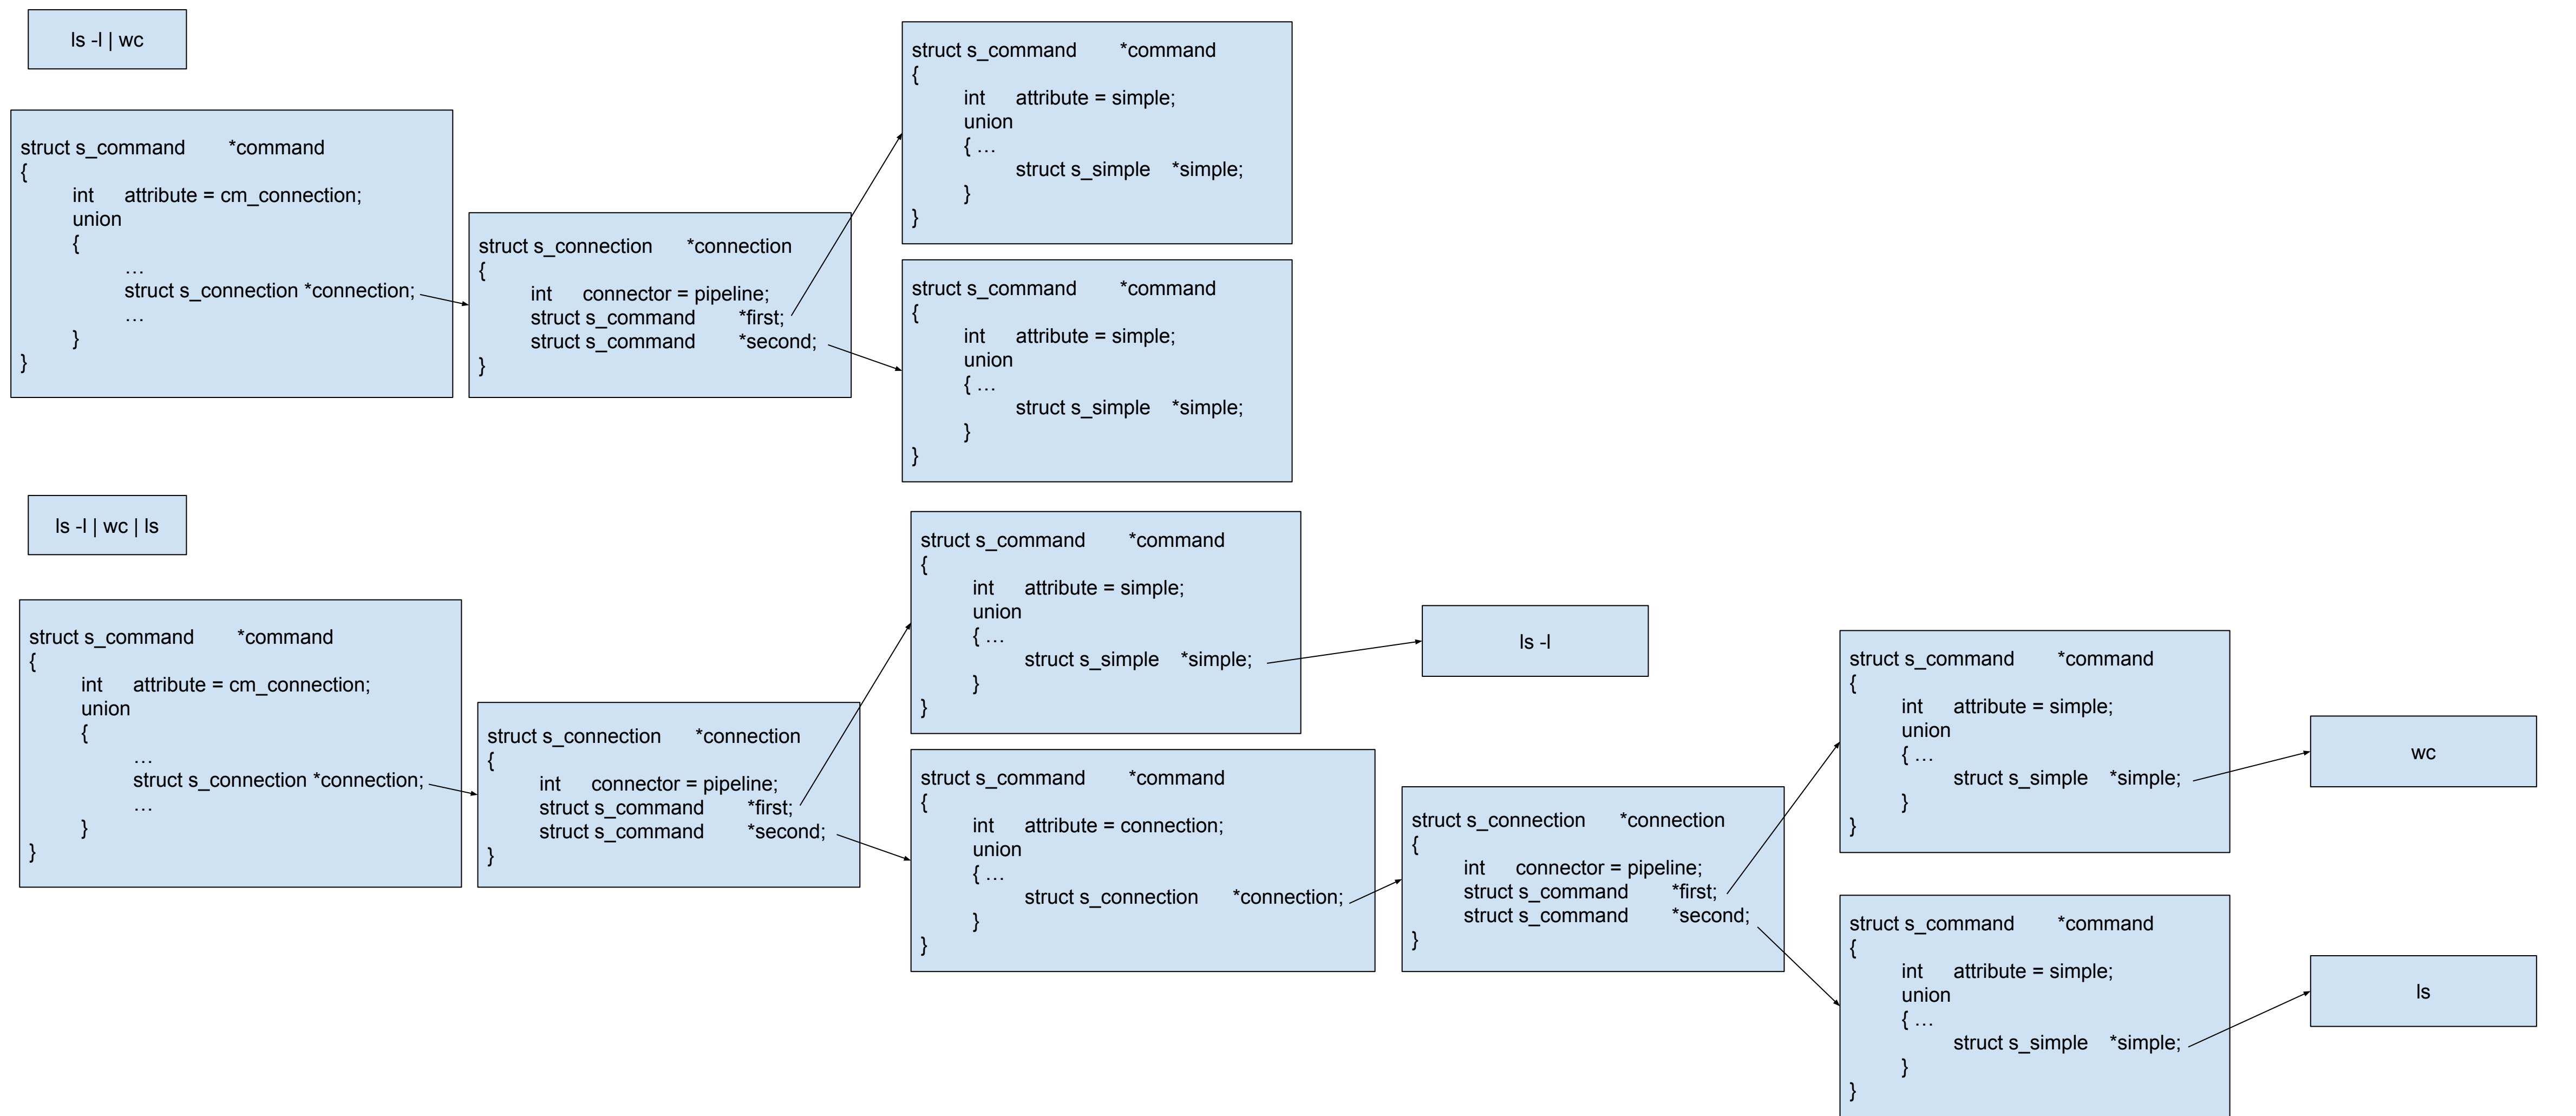 ls -l | wc
struct s_command *command
{
int attribute = cm_connection;
union
{
…
struct s_connection *connection;
…
}
}
struct s_connection *connection
{
int connector = pipeline;
struct s_command *first;
struct s_command *second;
}
struct s_command *command
{
int attribute = simple;
union
{ …
struct s_simple *simple;
}
}
struct s_command *command
{
int attribute = simple;
union
{ …
struct s_simple *simple;
}
}
ls -l | wc | ls
struct s_command *command
{
int attribute = cm_connection;
union
{
…
struct s_connection *connection;
…
}
}
struct s_connection *connection
{
int connector = pipeline;
struct s_command *first;
struct s_command *second;
}
struct s_command *command
{
int attribute = simple;
union
{ …
struct s_simple *simple;
}
}
ls -l
struct s_command *command
{
int attribute = connection;
union
{ …
struct s_connection *connection;
}
}
struct s_connection *connection
{
int connector = pipeline;
struct s_command *first;
struct s_command *second;
}
struct s_command *command
{
int attribute = simple;
union
{ …
struct s_simple *simple;
}
}
wc
struct s_command *command
{
int attribute = simple;
union
{ …
struct s_simple *simple;
}
}
ls